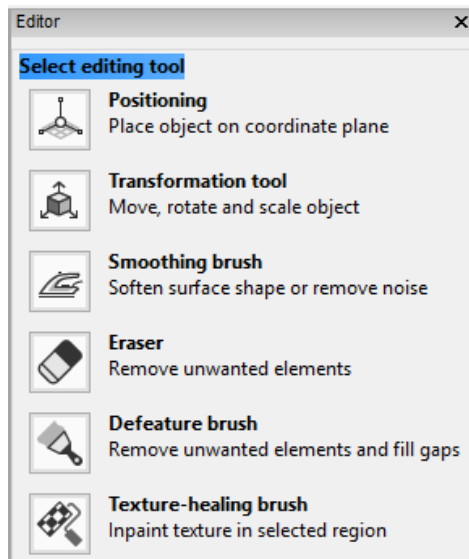 Editor
Select editing tool
Positioning
Place object on coordinate plane
Transformation tool
Move, rotate and scale object
Smoothing brush
Soften surface shape or remove noise
Eraser
Remove unwanted elements
Defeature brush
Remove unwanted elements and fill gaps
Texture-healing brush
Inpaint texture in selected region